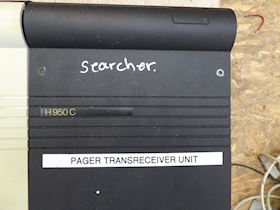 searcher.
H950C
PAGER TRANSRECEIVER UNIT